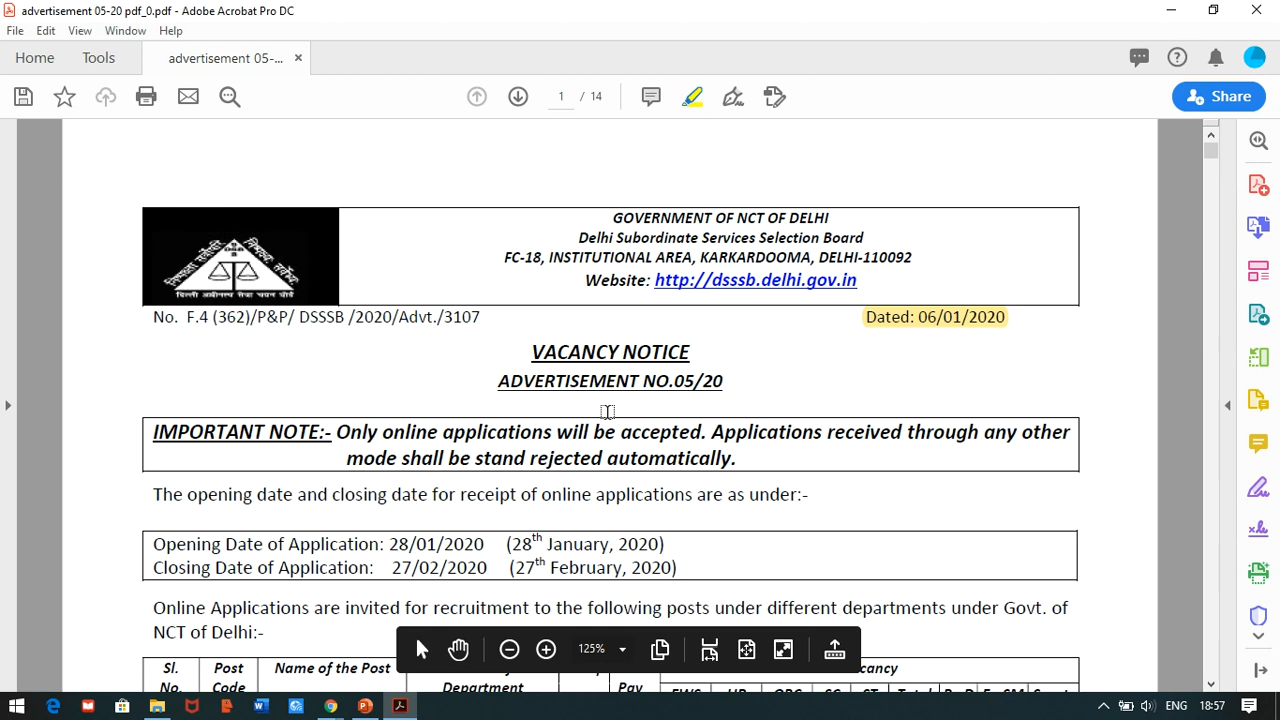 advertisement 05-20 pdf_0.pdf - Adobe Acrobat Pro DC
File Edit View Window Help
Home Tools advertisement 05-... ×
1 / 14
Share
GOVERNMENT OF NCT OF DELHI
Delhi Subordinate Services Selection Board
FC-18, INSTITUTIONAL AREA, KARKARDOOMA, DELHI-110092
Website: http://dsssb.delhi.gov.in
दिल्ली अधीनस्थ सेवा चयन बोर्ड
No. F.4 (362)/P&P/ DSSSB /2020/Advt./3107 Dated: 06/01/2020
VACANCY NOTICE
ADVERTISEMENT NO.05/20
IMPORTANT NOTE:- Only online applications will be accepted. Applications received through any other
mode shall be stand rejected automatically.
The opening date and closing date for receipt of online applications are as under:-
Opening Date of Application: 28/01/2020 (28th January, 2020)
Closing Date of Application: 27/02/2020 (27th February, 2020)
Online Applications are invited for recruitment to the following posts under different departments under Govt. of
NCT of Delhi:-
125%
Sl. Post Name of the Post
No. Code Department Pay
ENG 18:57